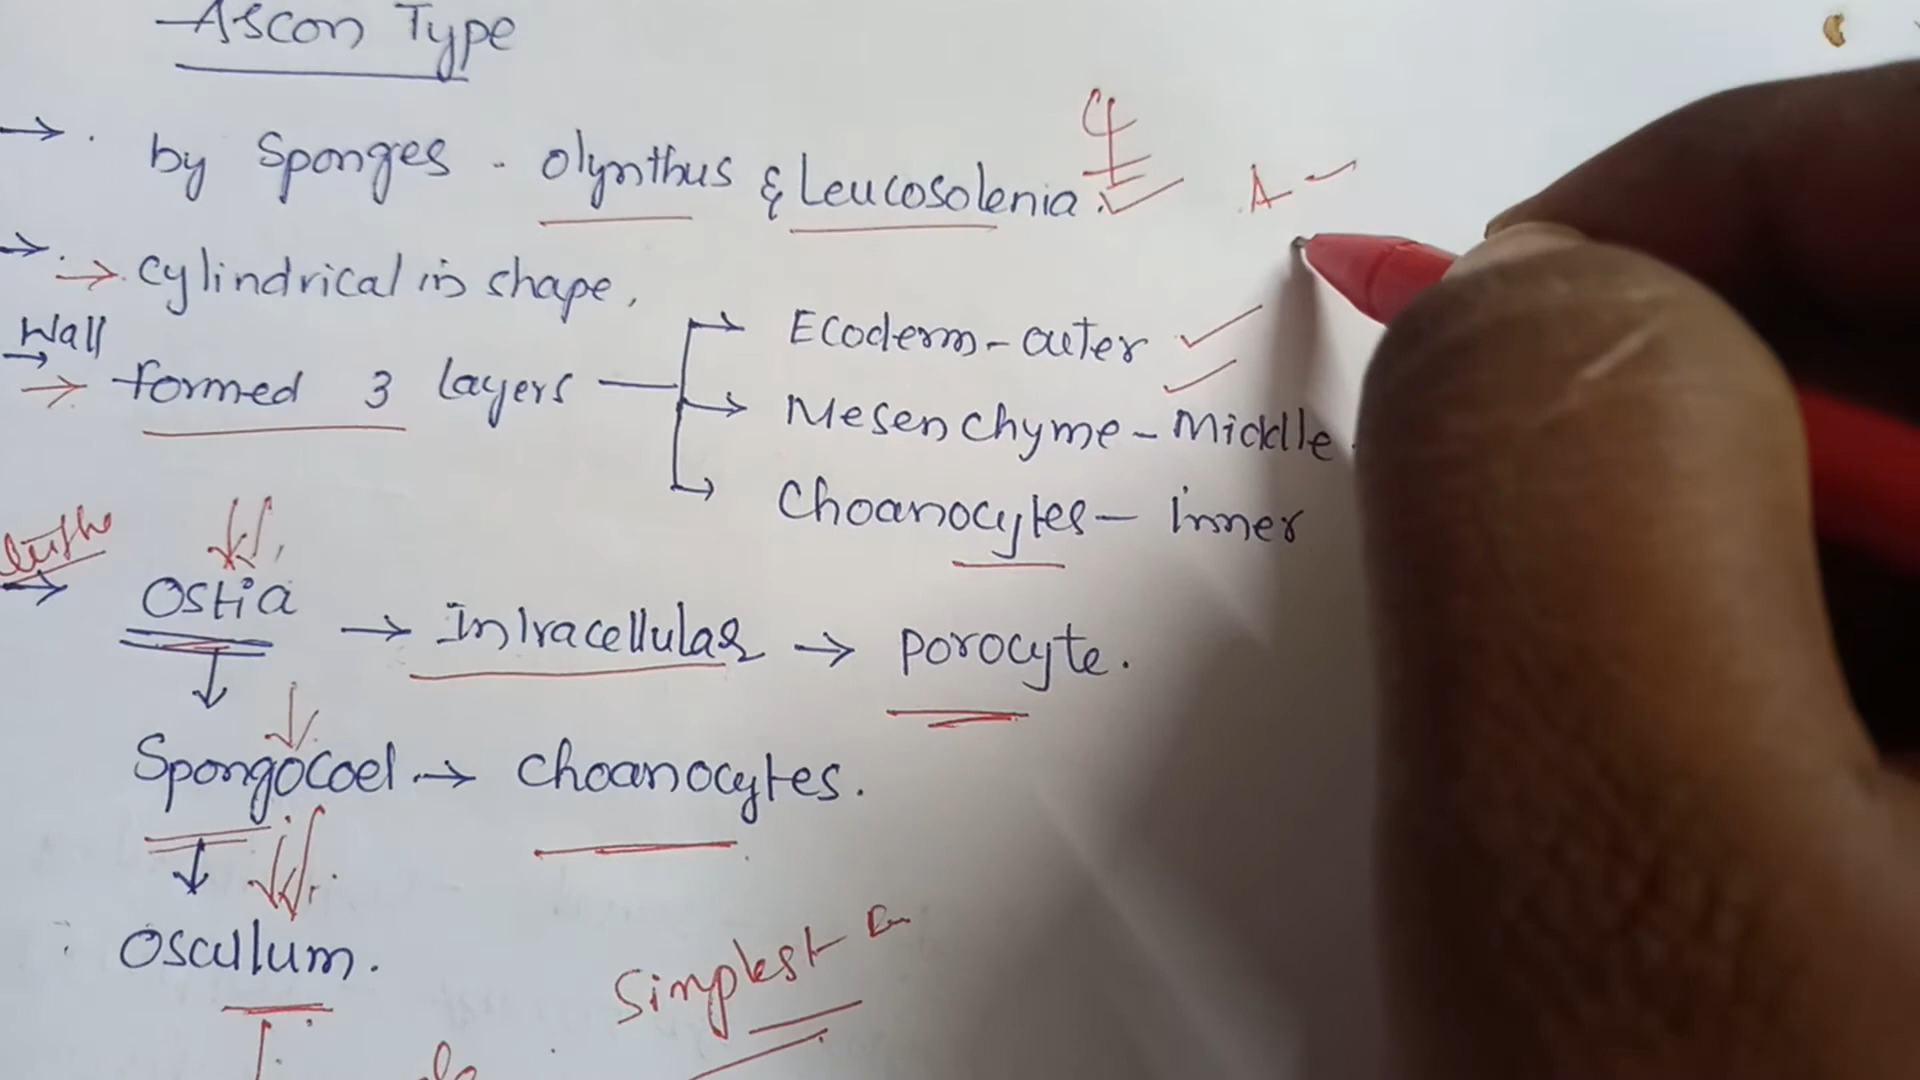 Ascon Type
→ . by Sponges - Olynthus & Leucosolenia.
A
→. → Cylindrical in shape,
Wall
→ → formed 3 layers
→ Ecoderm - outer
→ Mesenchyme - Middle.
→ Choanocytes - inner
→ Ostia → Intracellular → Porocyte.
↓
Spongocoel → Choanocytes.
↓
Osculum.
Simplest